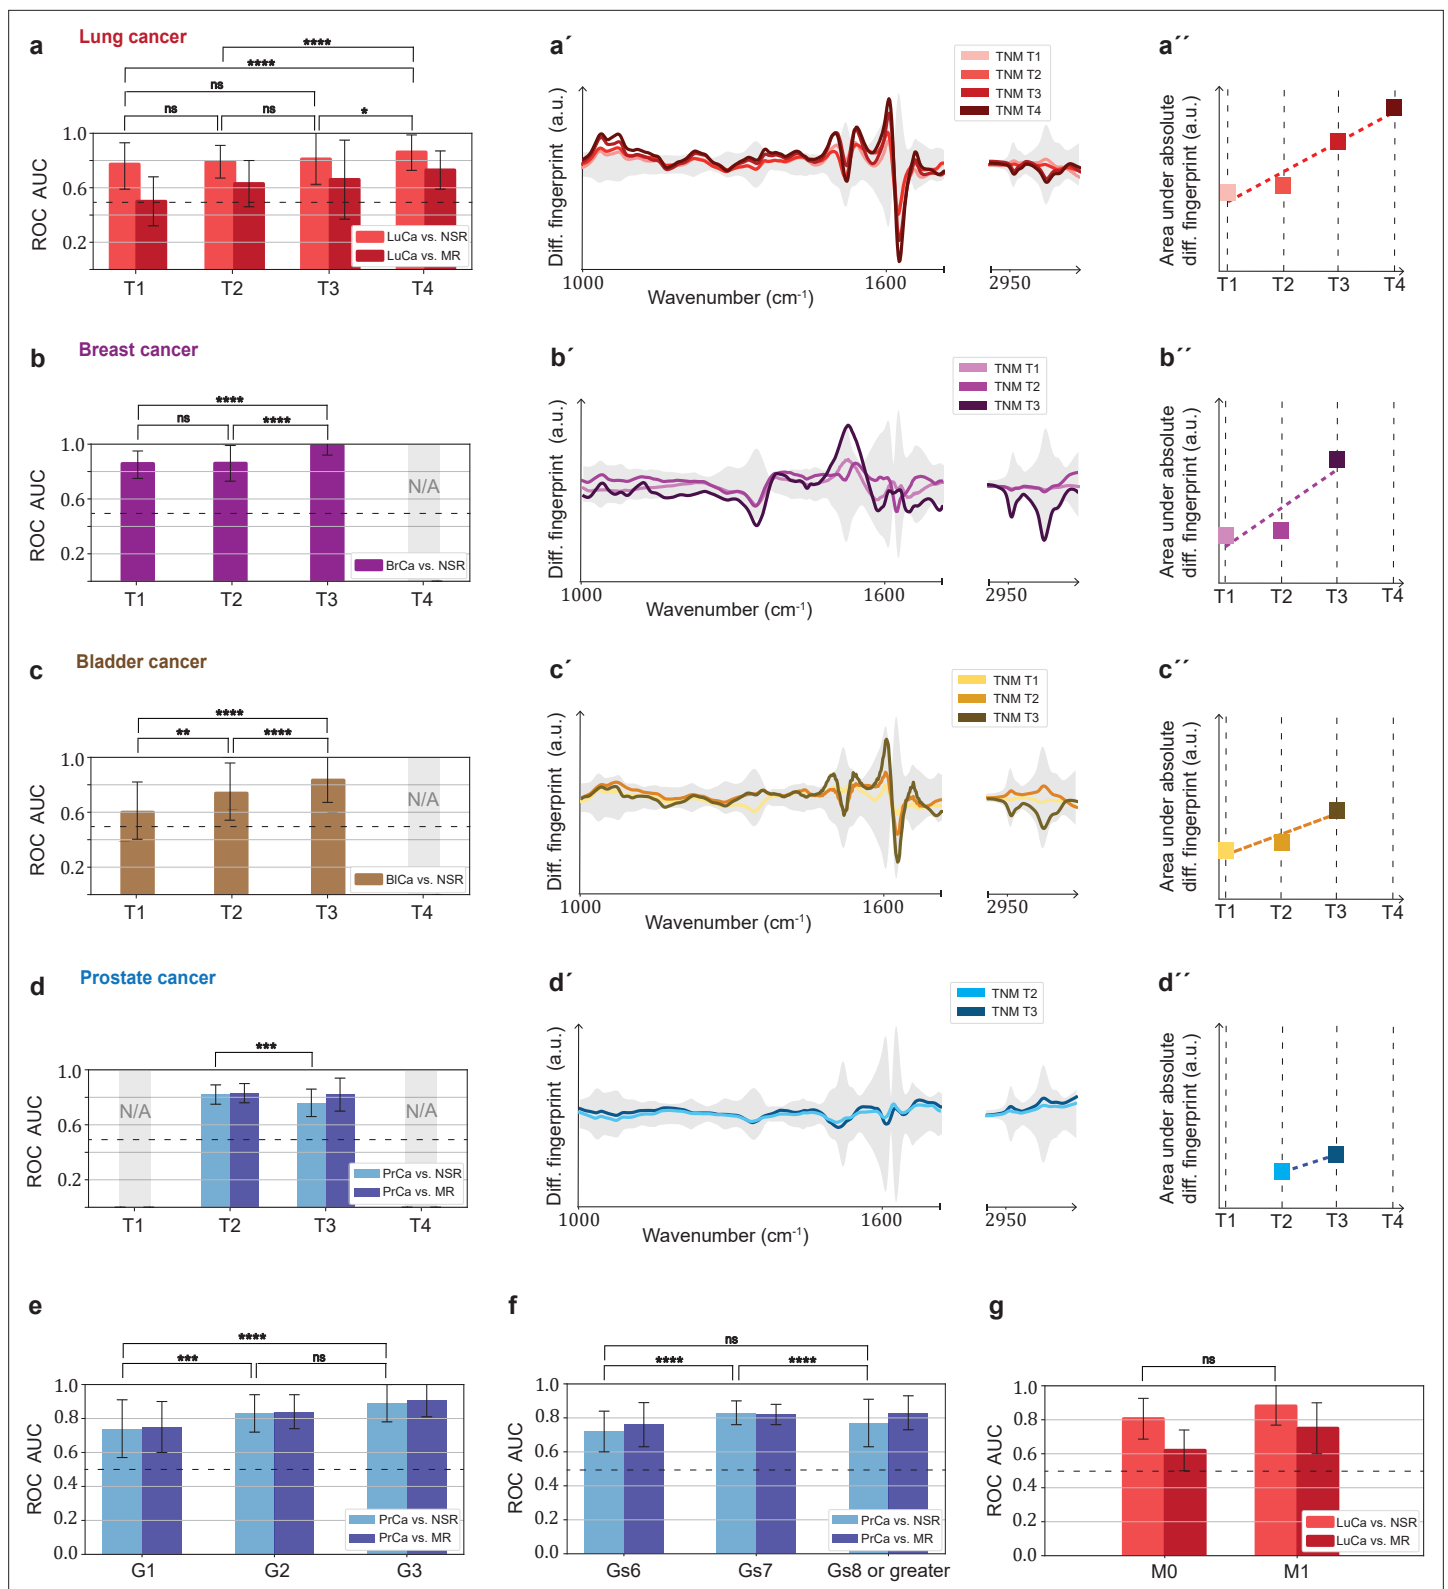 a Lung cancer
****
****
ns
ns ns *
ROC AUC
1.0
0.6
0.2
LuCa vs. NSR
LuCa vs. MR
T1 T2 T3 T4
a´
TNM T1
TNM T2
TNM T3
TNM T4
Diff. fingerprint (a.u.)
1000 1600 2950
Wavenumber (cm-1)
a´´
Area under absolute
diff. fingerprint (a.u.)
T1 T2 T3 T4
b Breast cancer
****
ns ****
ROC AUC
1.0
0.6
0.2
N/A
BrCa vs. NSR
T1 T2 T3 T4
b´
TNM T1
TNM T2
TNM T3
Diff. fingerprint (a.u.)
1000 1600 2950
Wavenumber (cm-1)
b´´
Area under absolute
diff. fingerprint (a.u.)
T1 T2 T3 T4
c Bladder cancer
****
** ****
ROC AUC
1.0
0.6
0.2
N/A
BlCa vs. NSR
T1 T2 T3 T4
c´
TNM T1
TNM T2
TNM T3
Diff. fingerprint (a.u.)
1000 1600 2950
Wavenumber (cm-1)
c´´
Area under absolute
diff. fingerprint (a.u.)
T1 T2 T3 T4
d Prostate cancer
***
ROC AUC
1.0
0.6
0.2
N/A N/A
PrCa vs. NSR
PrCa vs. MR
T1 T2 T3 T4
d´
TNM T2
TNM T3
Diff. fingerprint (a.u.)
1000 1600 2950
Wavenumber (cm-1)
d´´
Area under absolute
diff. fingerprint (a.u.)
T1 T2 T3 T4
e
****
*** ns
ROC AUC
1.0
0.8
0.6
0.4
0.2
0.0
PrCa vs. NSR
PrCa vs. MR
G1 G2 G3
f
ns
**** ****
ROC AUC
1.0
0.8
0.6
0.4
0.2
0.0
PrCa vs. NSR
PrCa vs. MR
Gs6 Gs7 Gs8 or greater
g
ns
ROC AUC
1.0
0.8
0.6
0.4
0.2
0.0
LuCa vs. NSR
LuCa vs. MR
M0 M1